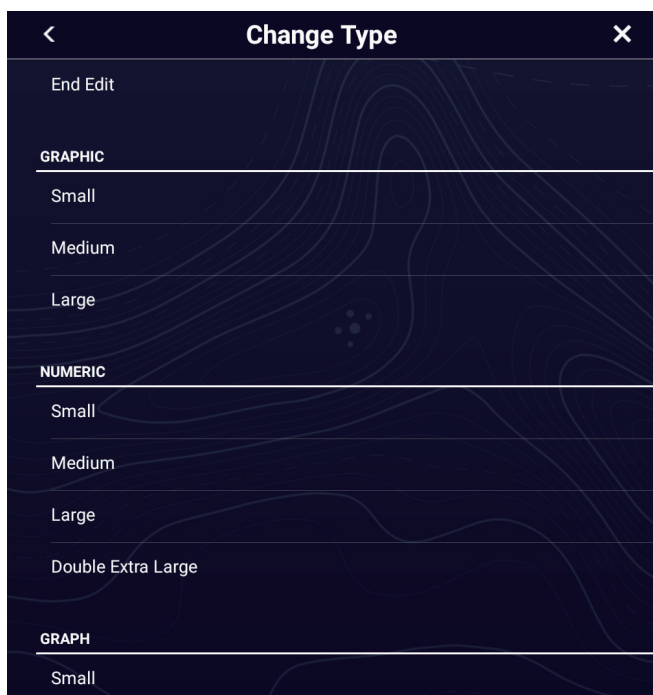 Change Type
End Edit
GRAPHIC
Small
Medium
Large
NUMERIC
Small
Medium
Large
Double Extra Large
GRAPH
Small